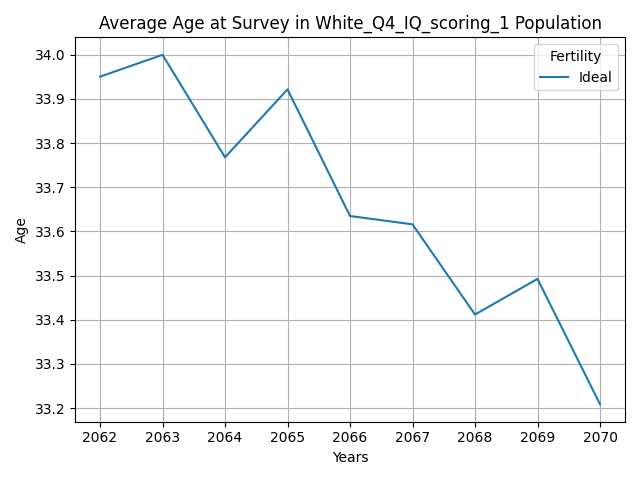 Average Age at Survey in White_Q4_IQ_scoring_1 Population
Fertility
Ideal
34.0
33.9
33.8
33.7
33.6
33.5
33.4
33.3
33.2
Age
2062 2063 2064 2065 2066 2067 2068 2069 2070
Years